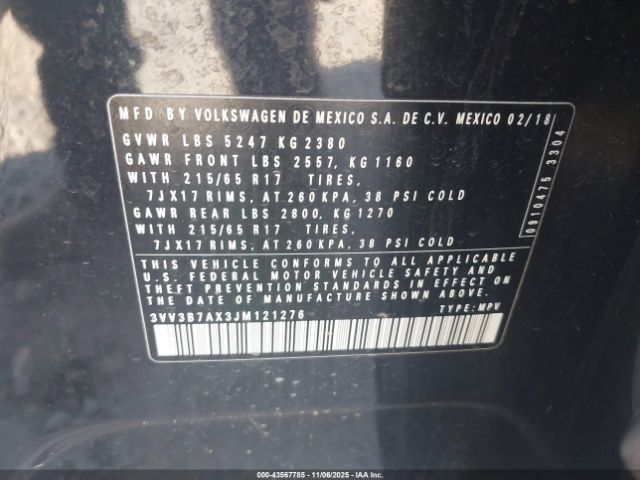 MFD BY VOLKSWAGEN DE MEXICO S.A. DE C.V. MEXICO 02/18
GVWR LBS 5247 KG 2380
GAWR FRONT LBS 2557, KG 1160
WITH 215/65 R17 TIRES,
7JX17 RIMS, AT 260 KPA, 38 PSI COLD
GAWR REAR LBS 2800, KG 1270
WITH 215/65 R17 TIRES,
7JX17 RIMS, AT 260 KPA, 38 PSI COLD
THIS VEHICLE CONFORMS TO ALL APPLICABLE
U.S. FEDERAL MOTOR VEHICLE SAFETY AND
THEFT PREVENTION STANDARDS IN EFFECT ON
THE DATE OF MANUFACTURE SHOWN ABOVE.
3VV3B7AX3JM121276 TYPE: MPV
0010475 3304
000-43567785 - 11/06/2025 - IAAI, Inc.